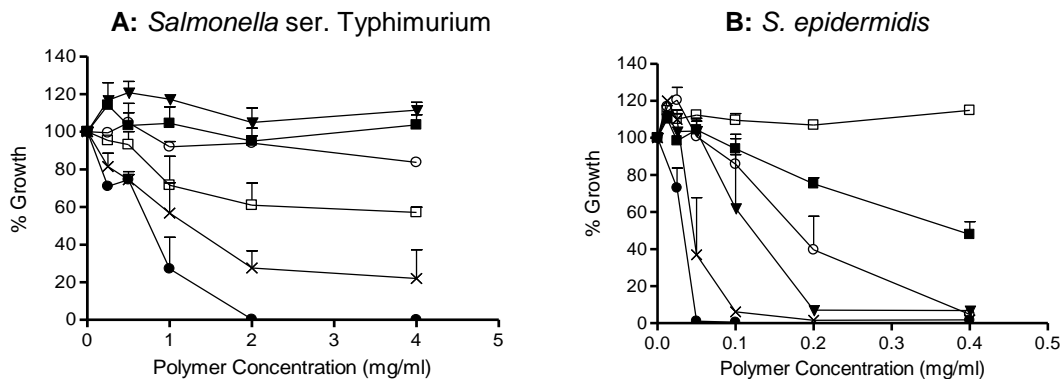 A: Salmonella ser. Typhimurium
140
120
100
80
60
40
20
0
% Growth
0 1 2 3 4 5
Polymer Concentration (mg/ml)
B: S. epidermidis
140
120
100
80
60
40
20
0
% Growth
0.0 0.1 0.2 0.3 0.4 0.5
Polymer Concentration (mg/ml)